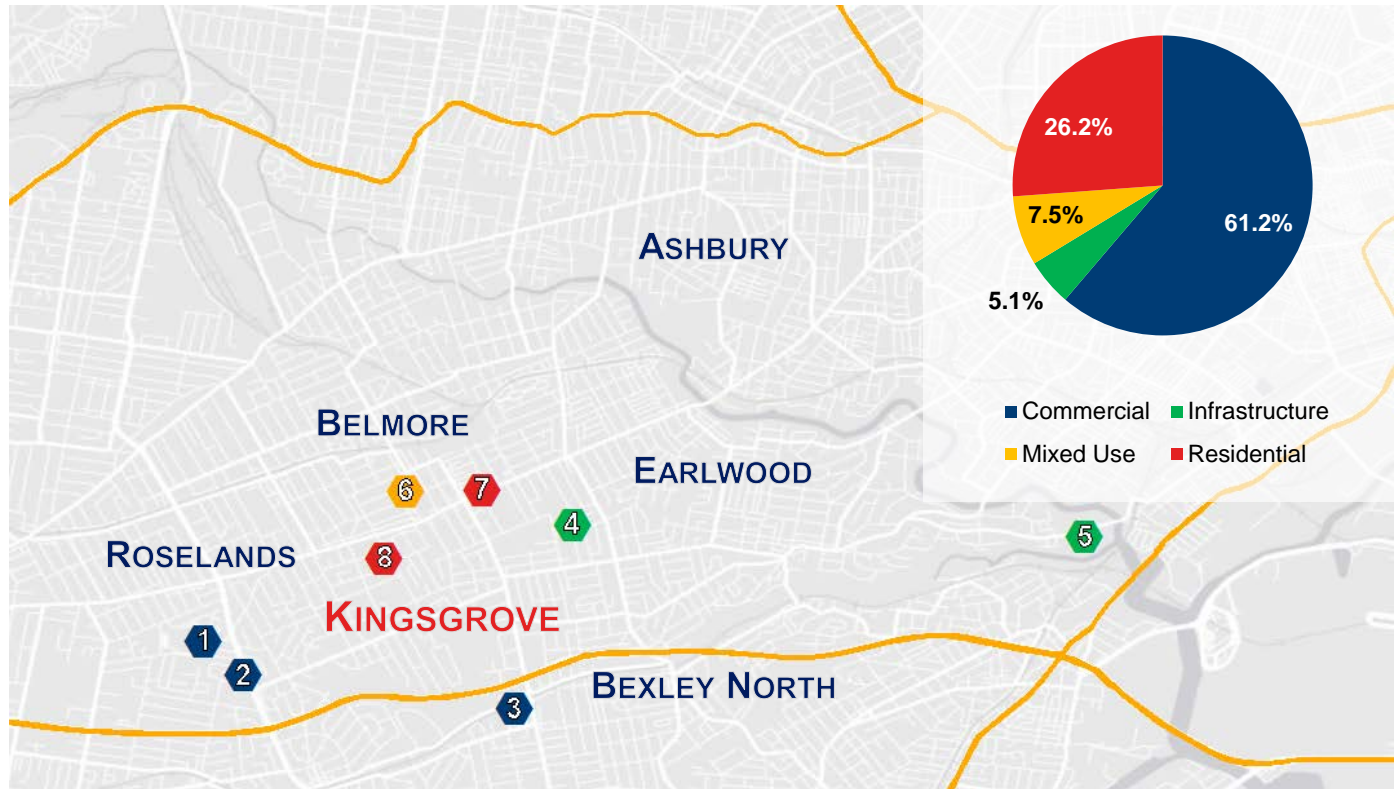 26.2%
7.5%
61.2%
5.1%
Commercial Infrastructure
Mixed Use Residential
ASHBURY
BELMORE
EARLWOOD
6
7
4
5
ROSELANDS
8
KINGSGROVE
1
2
BEXLEY NORTH
3